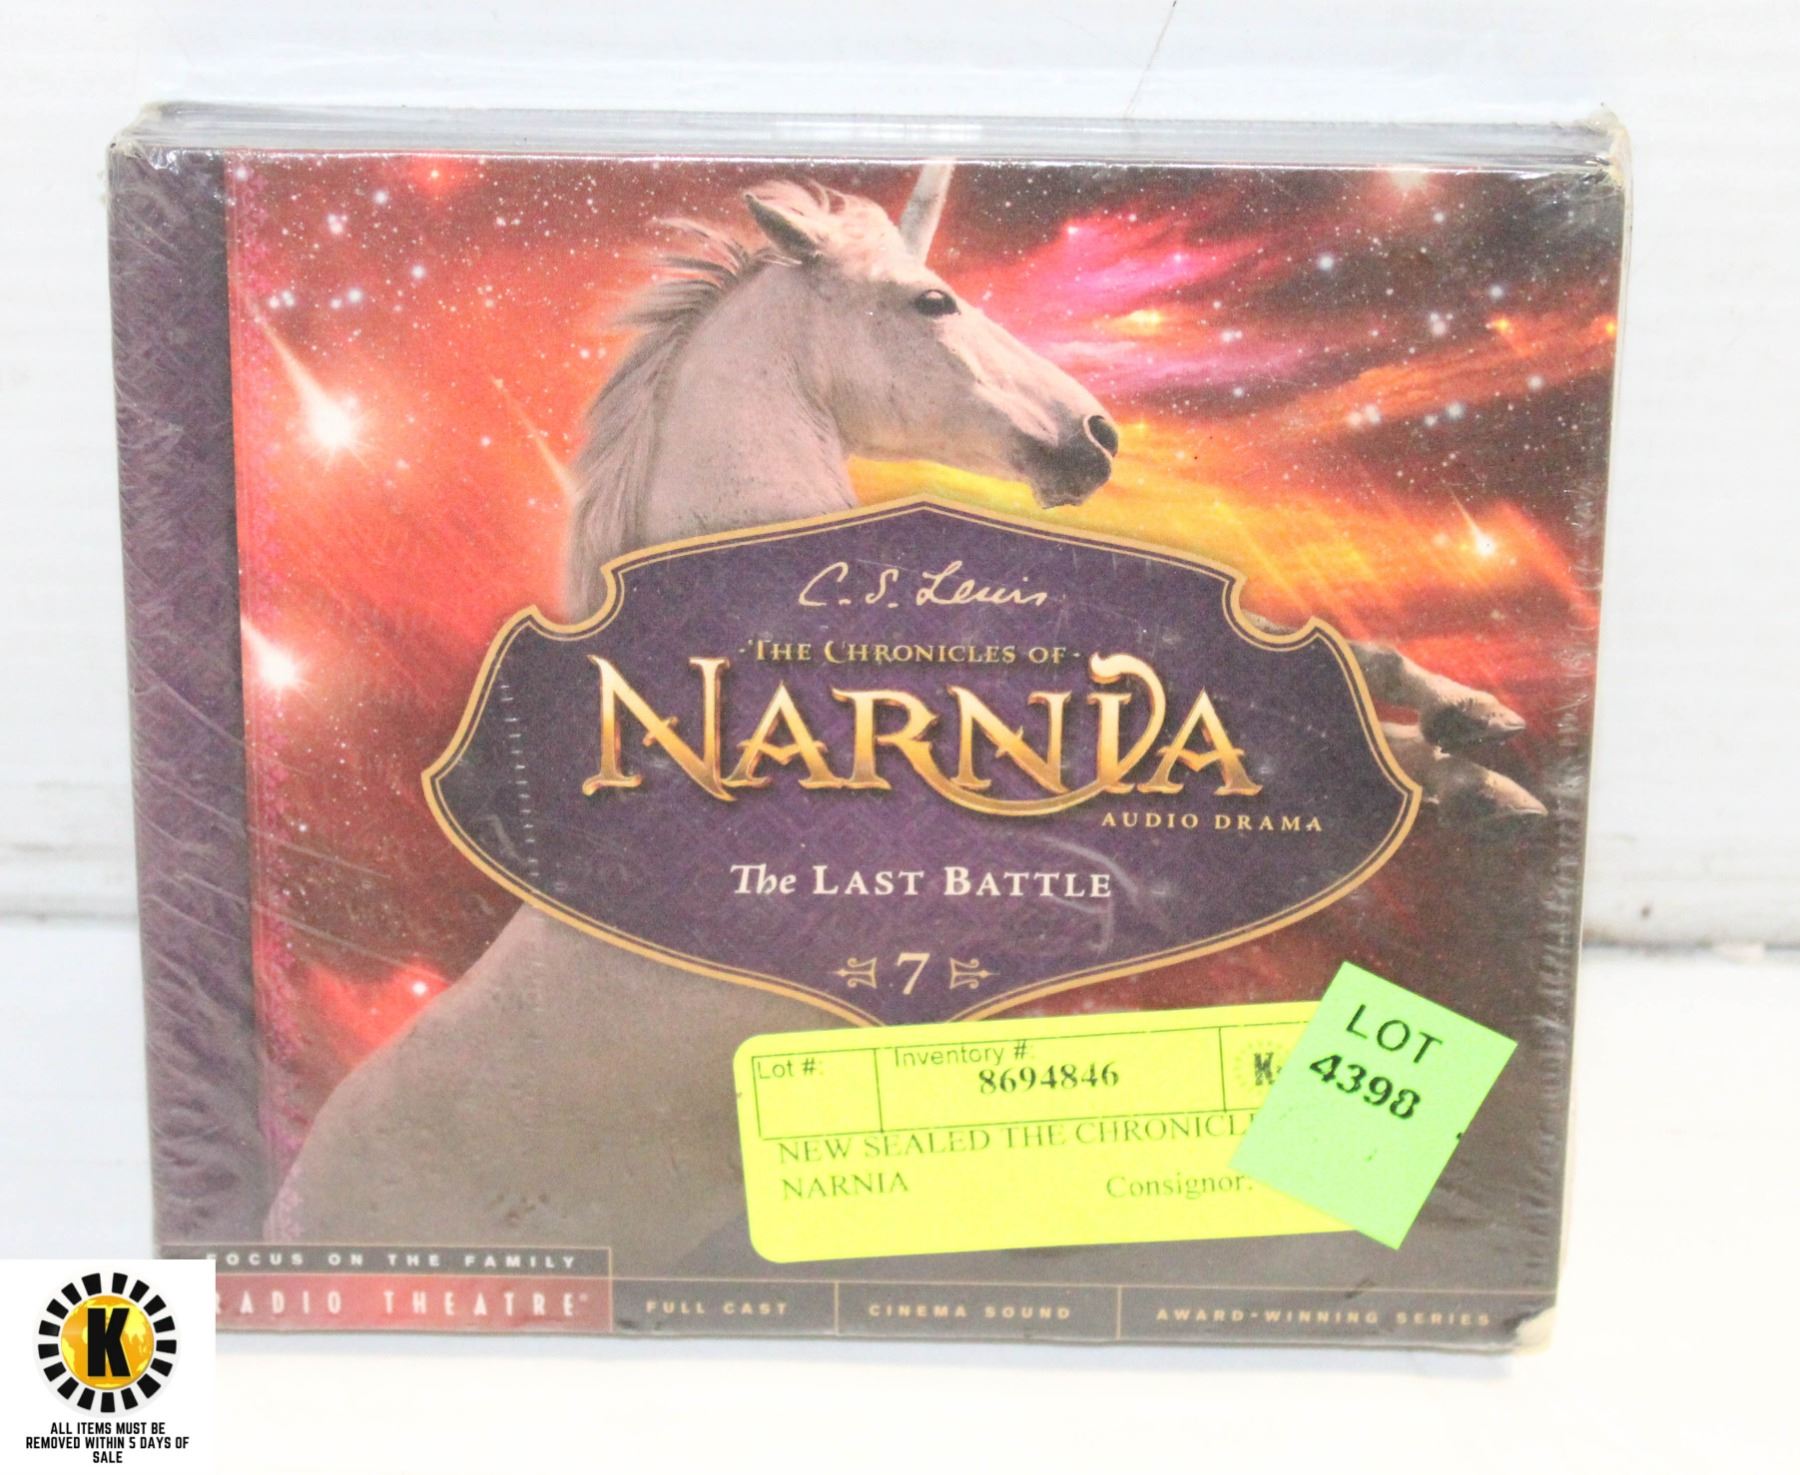 C. S. Lewis
·THE CHRONICLES OF·
NARNIA
AUDIO DRAMA
The LAST BATTLE
7
Lot #:
Inventory #:
8694846
K
LOT
4398
NEW SEALED THE CHRONICL
NARNIA
Consignor:
FOCUS ON THE FAMILY
RADIO THEATRE®
FULL CAST
CINEMA SOUND
AWARD-WINNING SERIES
K
ALL ITEMS MUST BE
REMOVED WITHIN 5 DAYS OF
SALE